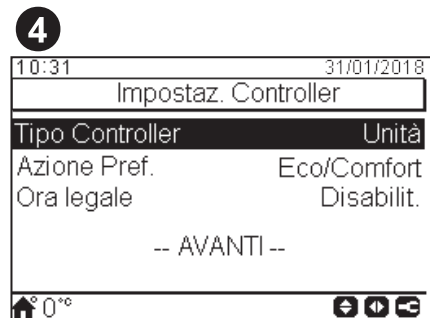 4
10:31 31/01/2018
Impostaz. Controller
Tipo Controller Unità
Azione Pref. Eco/Comfort
Ora legale Disabilit.
-- AVANTI --
0°c